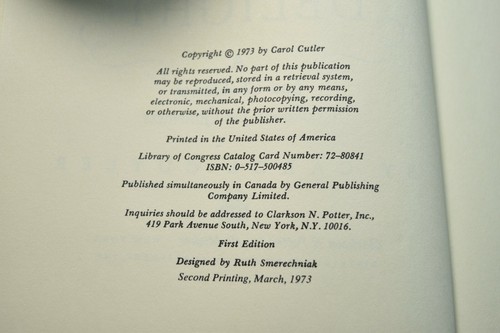 Copyright © 1973 by Carol Cutler
All rights reserved. No part of this publication
may be reproduced, stored in a retrieval system,
or transmitted, in any form or by any means,
electronic, mechanical, photocopying, recording,
or otherwise, without the prior written permission
of the publisher.
Printed in the United States of America
Library of Congress Catalog Card Number: 72–80841
ISBN: 0–517–500485
Published simultaneously in Canada by General Publishing
Company Limited.
Inquiries should be addressed to Clarkson N. Potter, Inc.,
419 Park Avenue South, New York, N.Y. 10016.
First Edition
Designed by Ruth Smerechniak
Second Printing, March, 1973